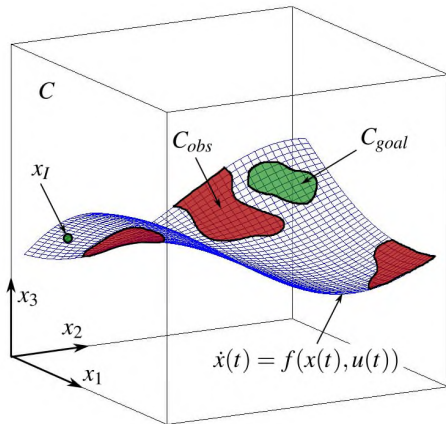 C
C_obs
C_goal
x_I
x_3
x_2
x_1
ẋ(t) = f(x(t), u(t))